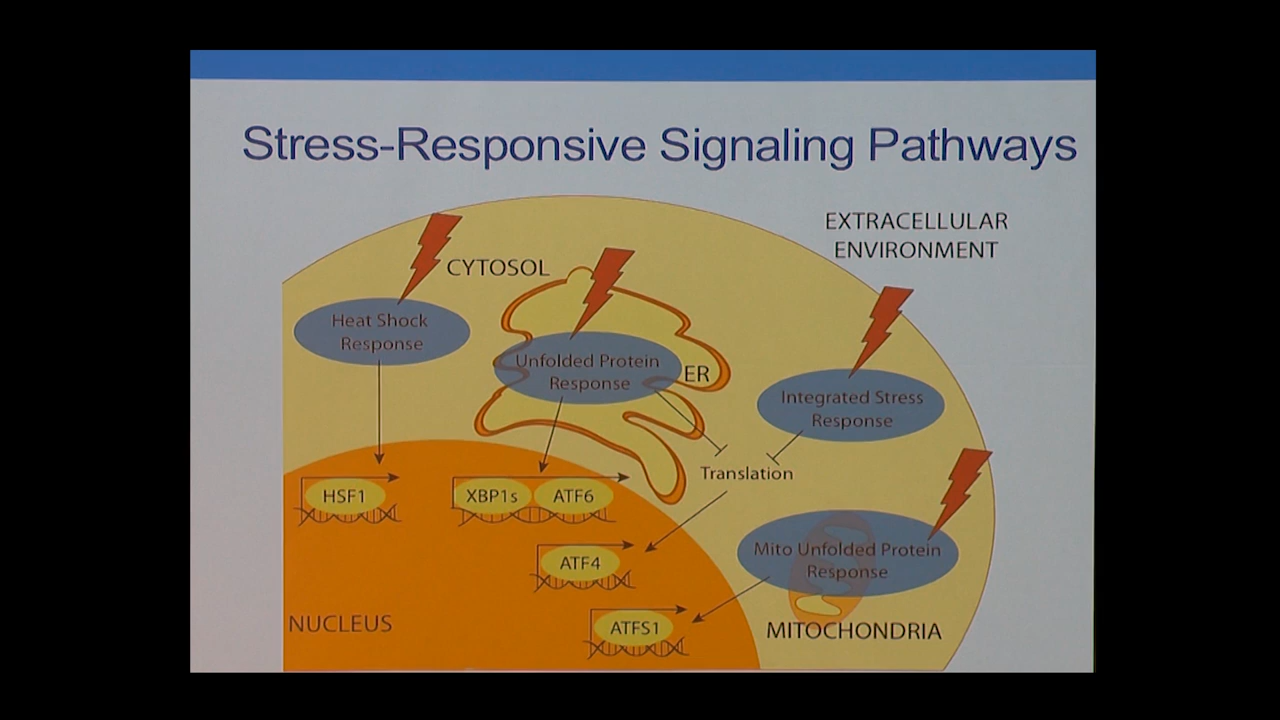 Stress-Responsive Signaling Pathways
EXTRACELLULAR
ENVIRONMENT
CYTOSOL
Heat Shock
Response
Unfolded Protein
Response
ER
Integrated Stress
Response
Translation
HSF1
XBP1s
ATF6
ATF4
Mito Unfolded Protein
Response
ATFS1
NUCLEUS
MITOCHONDRIA